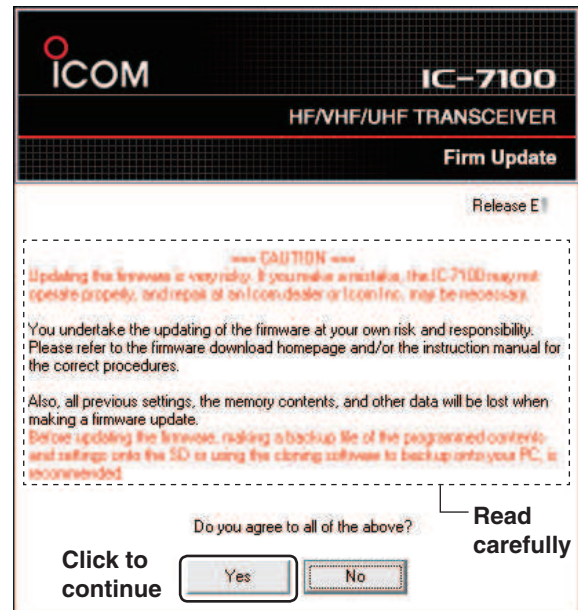 ICOM
IC-7100
HF/VHF/UHF TRANSCEIVER
Firm Update
Release E1
=== CAUTION ===
Updating the firmware is very risky. If you make a mistake, the IC-7100 may not
operate properly, and repair at an Icom dealer or Icom Inc. may be necessary.
You undertake the updating of the firmware at your own risk and responsibility.
Please refer to the firmware download homepage and/or the instruction manual for
the correct procedures.
Also, all previous settings, the memory contents, and other data will be lost when
making a firmware update.
Before updating the firmware, making a backup file of the programmed contents
and settings onto the SD or using the cloning software to backup onto your PC, is
recommended.
Read
carefully
Do you agree to all of the above?
Click to
continue
Yes
No